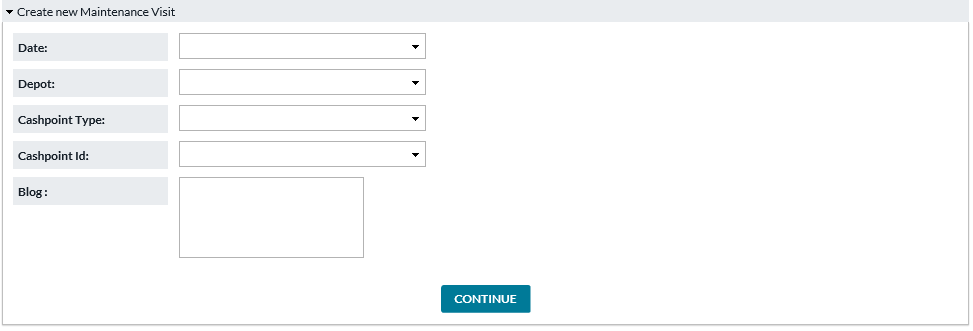 Create new Maintenance Visit
Date:
Depot:
Cashpoint Type:
Cashpoint Id:
Blog :
CONTINUE